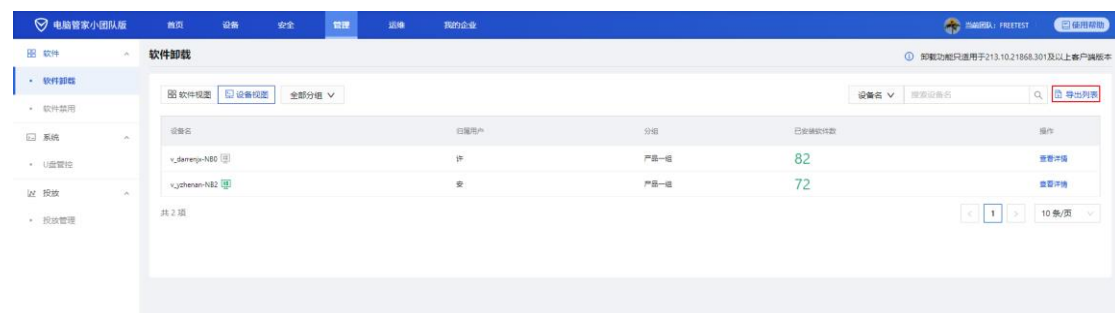 电脑管家小团队版 首页 设备 安全 管理 运维 我的企业 当前团队：FREETEST 使用帮助
软件
软件卸载
软件禁用
系统
U盘管控
投放
投放管理
软件卸载 卸载功能只适用于213.10.21868.301及以上客户端版本
软件视图 设备视图 全部分组 设备名 搜索设备名 导出列表
设备名 归属用户 分组 已安装软件数 操作
v_darrenjx-NB0 许 产品一组 82 查看详情
v_yzhenan-NB2 安 产品一组 72 查看详情
共 2 项 < 1 > 10 条/页